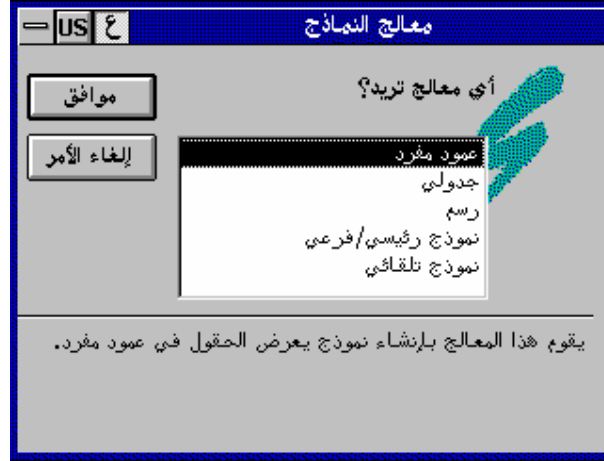 معالج النماذج
ع US
أي معالج تريد؟
موافق
إلغاء الأمر
عمود مفرد
جدولي
رسم
نموذج رئيسي/فرعي
نموذج تلقائي
يقوم هذا المعالج بإنشاء نموذج يعرض الحقول في عمود مفرد.